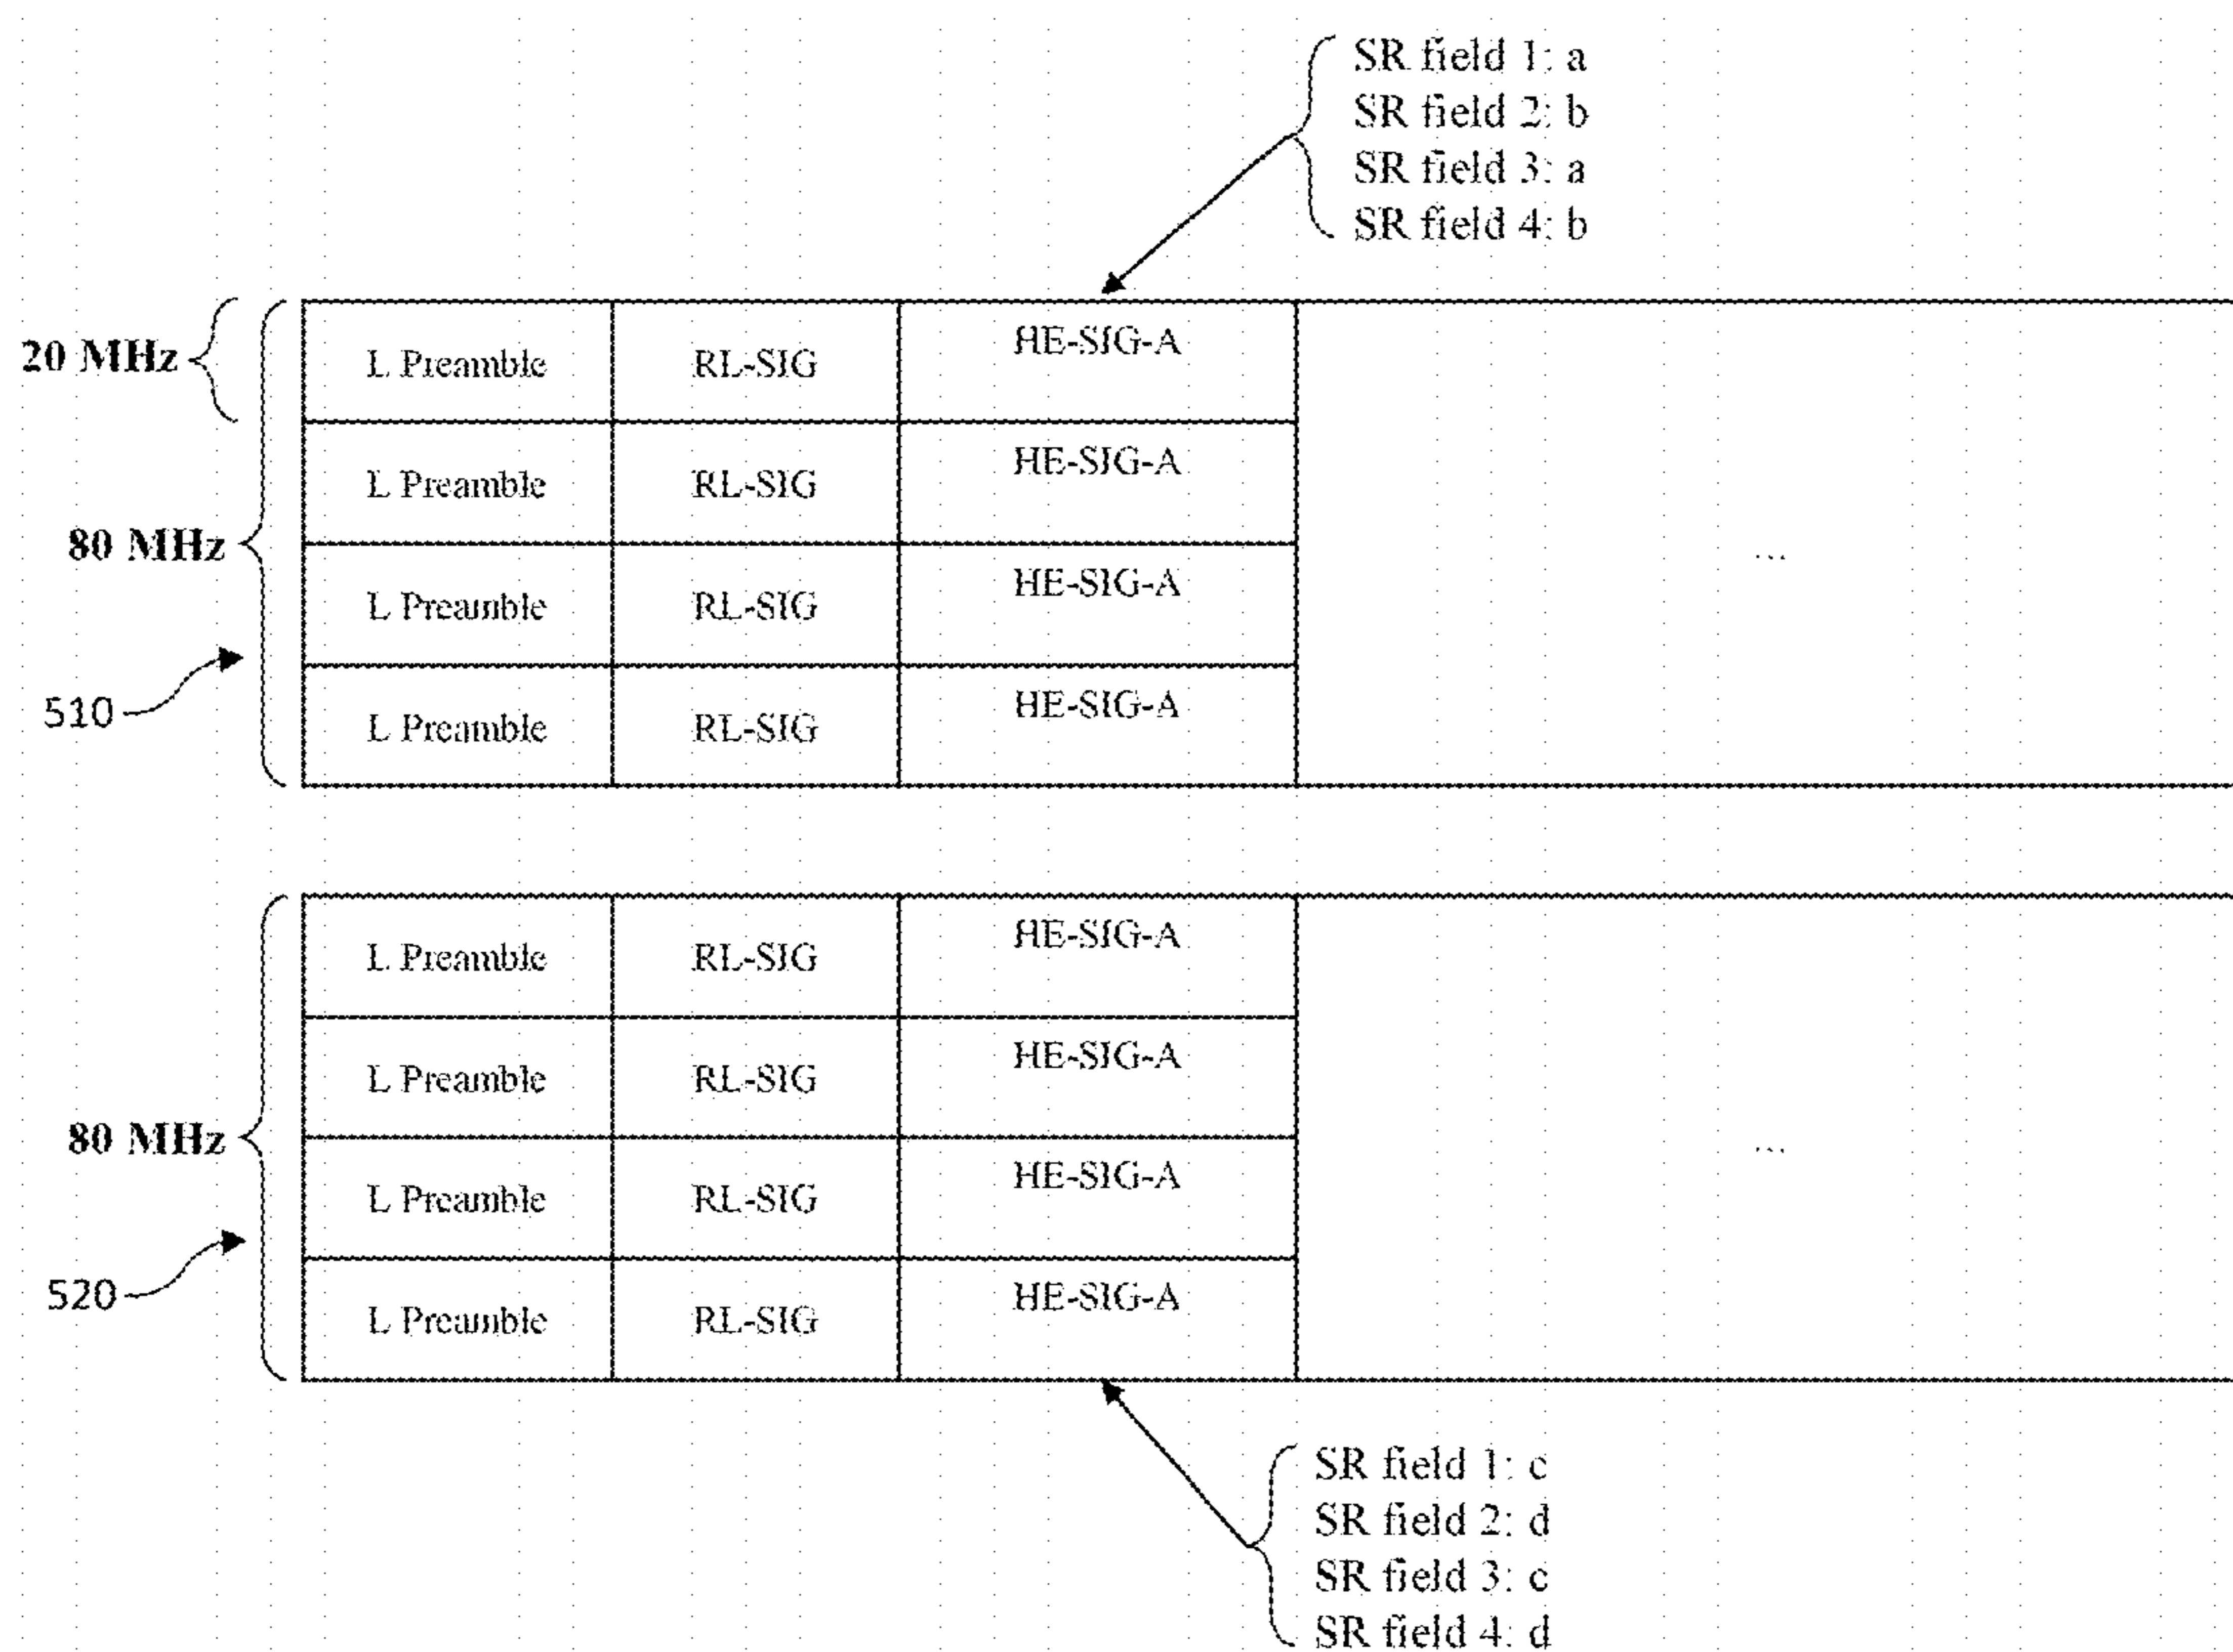 SR field 1: a
SR field 2: b
SR field 3: a
SR field 4: b
20 MHz
L Preamble RL-SIG HE-SIG-A
L Preamble RL-SIG HE-SIG-A
80 MHz
L Preamble RL-SIG HE-SIG-A
...
510
L Preamble RL-SIG HE-SIG-A
L Preamble RL-SIG HE-SIG-A
L Preamble RL-SIG HE-SIG-A
80 MHz
L Preamble RL-SIG HE-SIG-A
...
520
L Preamble RL-SIG HE-SIG-A
SR field 1: c
SR field 2: d
SR field 3: c
SR field 4: d